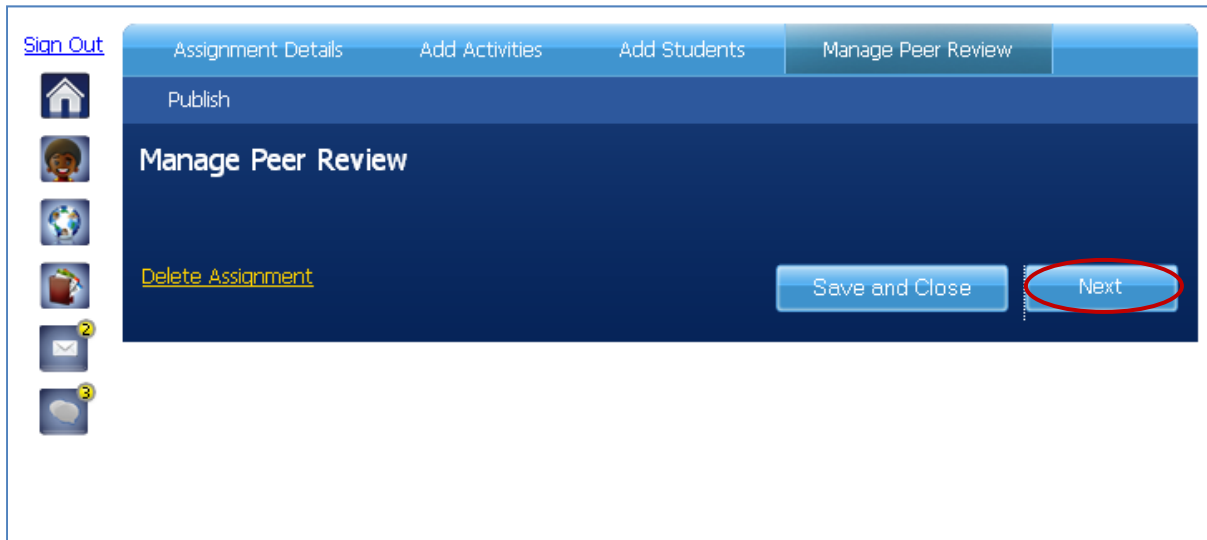 Sign Out
Assignment Details Add Activities Add Students Manage Peer Review
Publish
Manage Peer Review
Delete Assignment
Save and Close Next
2
3